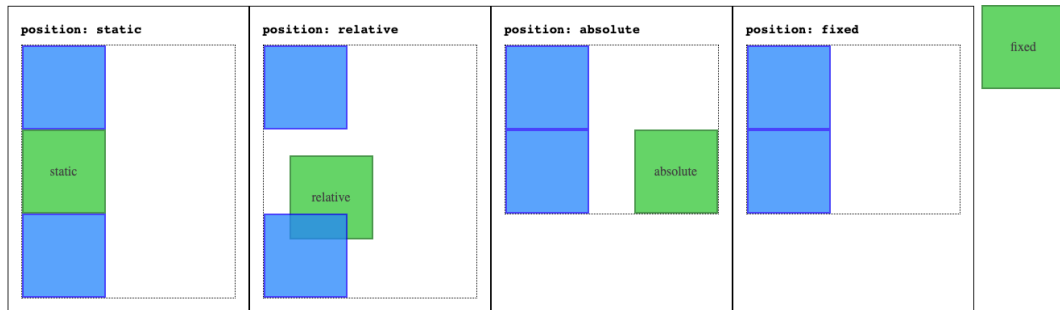 position: static
static
position: relative
relative
position: absolute
absolute
position: fixed
fixed